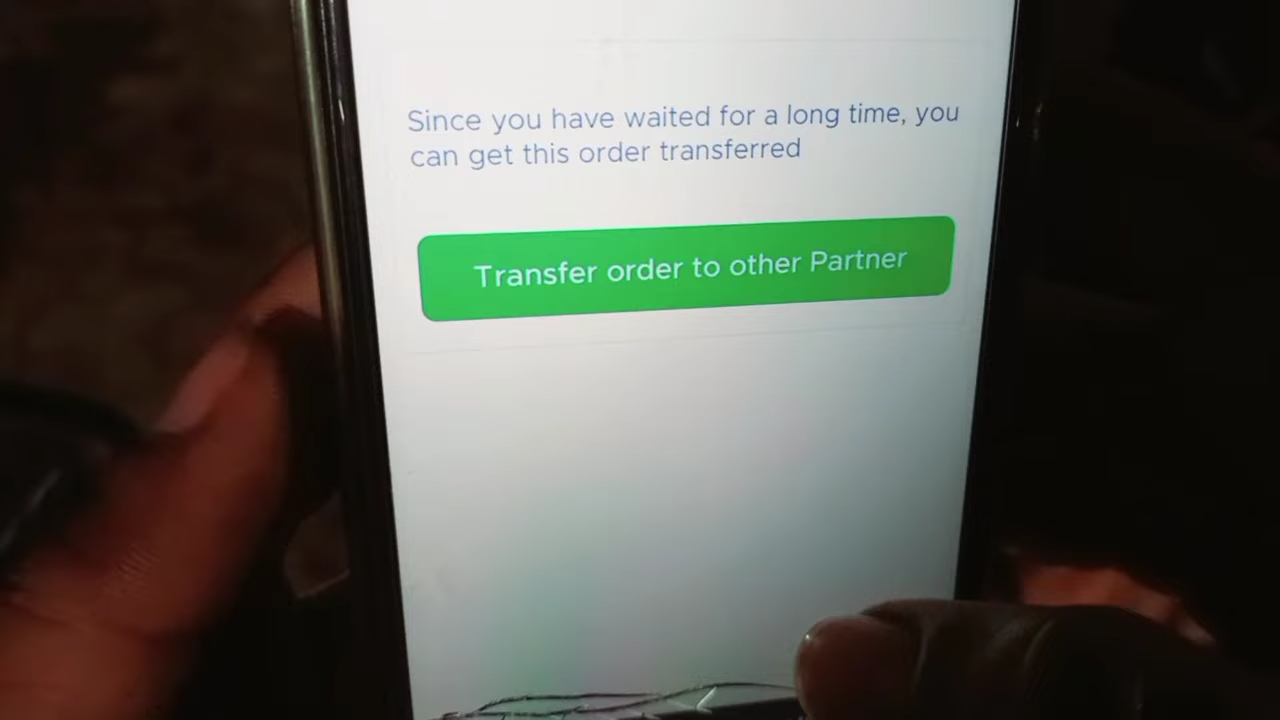 Since you have waited for a long time, you
can get this order transferred
Transfer order to other Partner